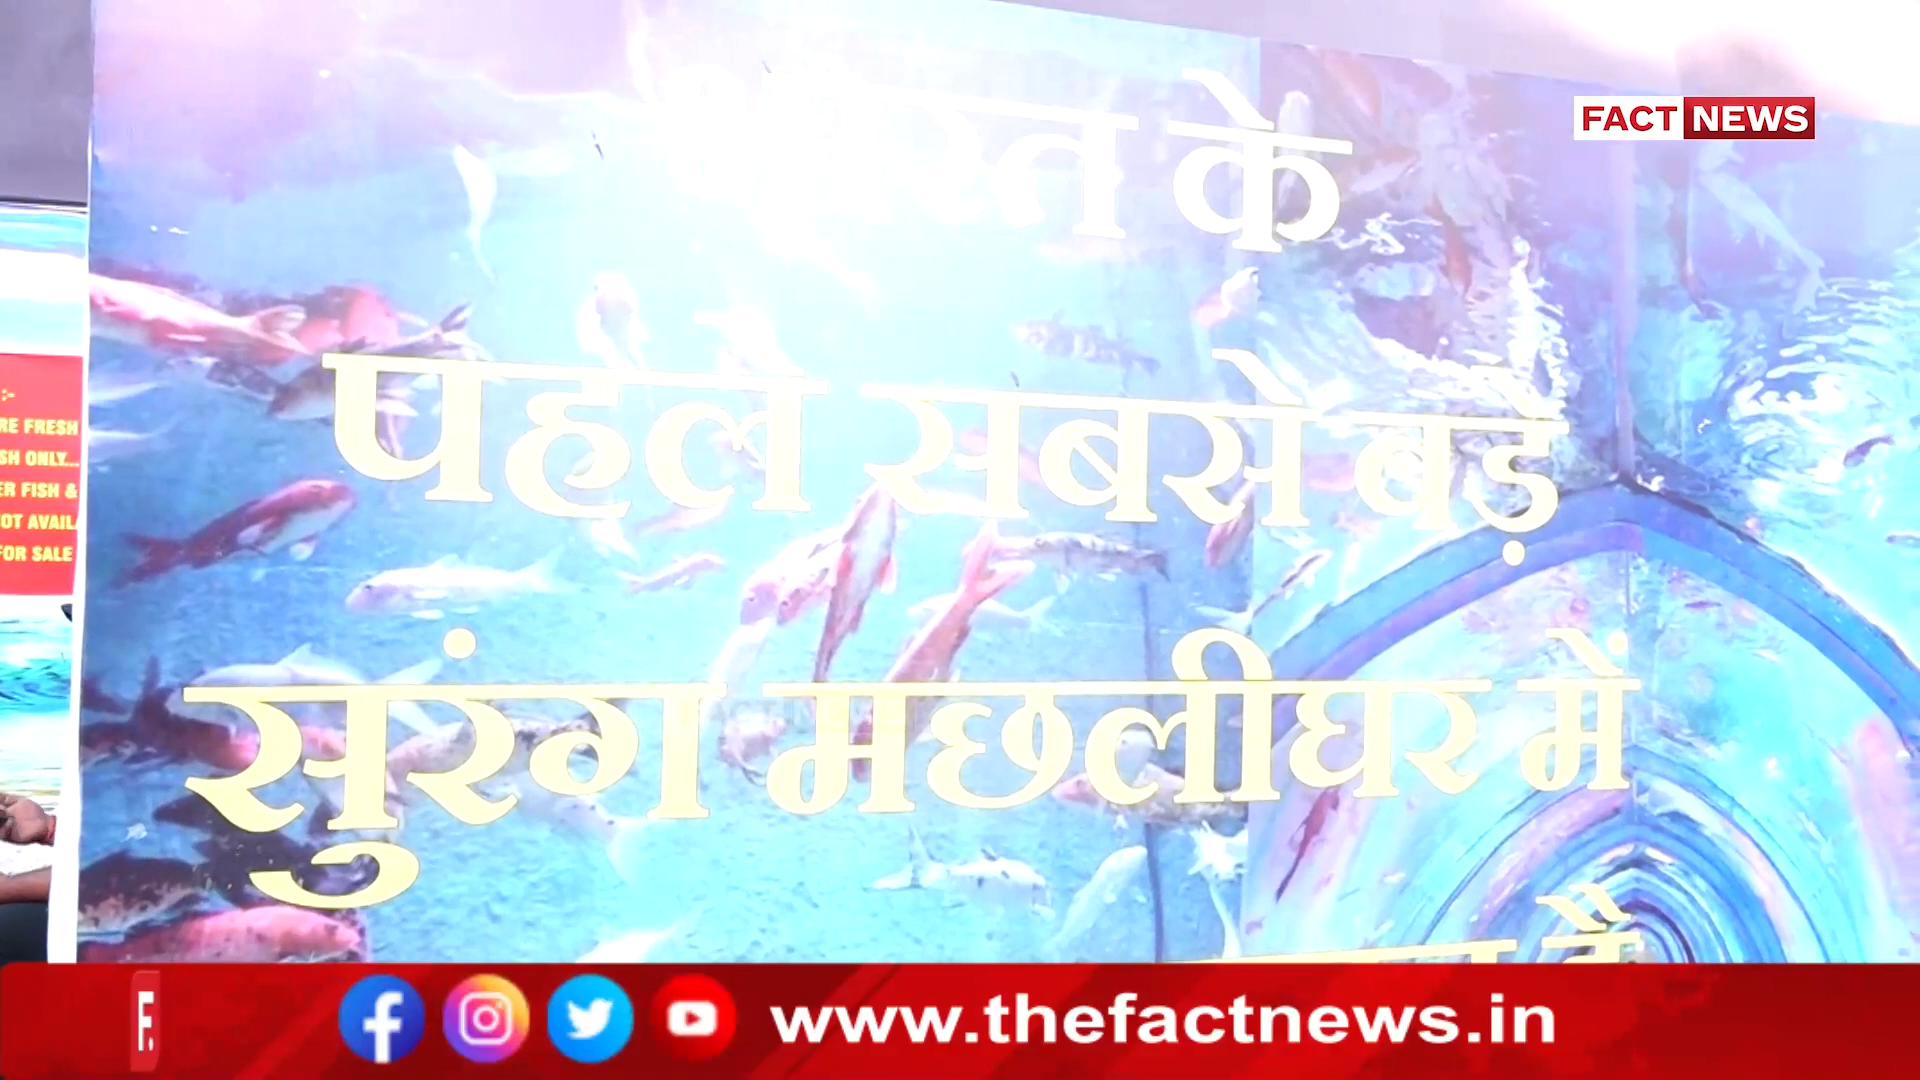 FACT NEWS
भारत के
पहले सबसे बड़े
सुरंग मछलीघर में
:-
RE FRESH
SH ONLY...
ER FISH &
OT AVAIL
FOR SALE
है
www.thefactnews.in